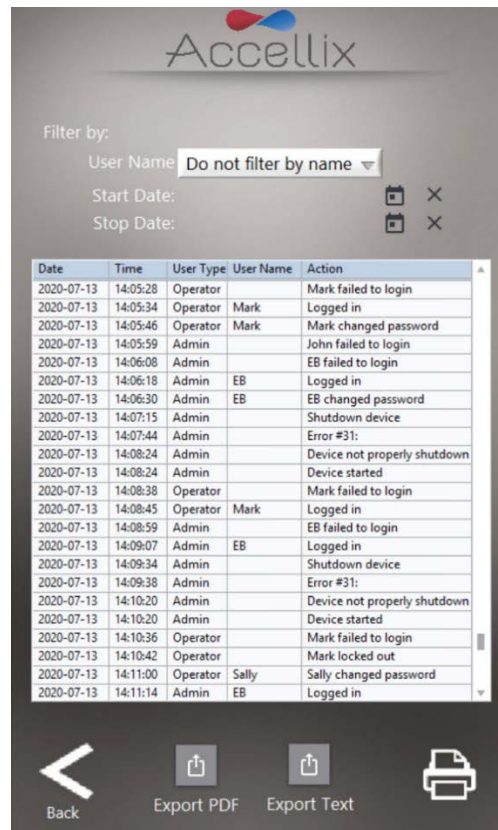 Accellix
Filter by:
User Name Do not filter by name
Start Date:
Stop Date:
Date Time User Type User Name Action
2020-07-13 14:05:28 Operator Mark failed to login
2020-07-13 14:05:34 Operator Mark Logged in
2020-07-13 14:05:46 Operator Mark Mark changed password
2020-07-13 14:05:59 Admin John failed to login
2020-07-13 14:06:08 Admin EB failed to login
2020-07-13 14:06:18 Admin EB Logged in
2020-07-13 14:06:30 Admin EB EB changed password
2020-07-13 14:07:15 Admin Shutdown device
2020-07-13 14:07:44 Admin Error #31:
2020-07-13 14:08:24 Admin Device not properly shutdown
2020-07-13 14:08:24 Admin Device started
2020-07-13 14:08:38 Operator Mark failed to login
2020-07-13 14:08:45 Operator Mark Logged in
2020-07-13 14:08:59 Admin EB failed to login
2020-07-13 14:09:07 Admin EB Logged in
2020-07-13 14:09:34 Admin Shutdown device
2020-07-13 14:09:38 Admin Error #31:
2020-07-13 14:10:20 Admin Device not properly shutdown
2020-07-13 14:10:20 Admin Device started
2020-07-13 14:10:36 Operator Mark failed to login
2020-07-13 14:10:42 Operator Mark locked out
2020-07-13 14:11:00 Operator Sally Sally changed password
2020-07-13 14:11:14 Admin EB Logged in
Back Export PDF Export Text